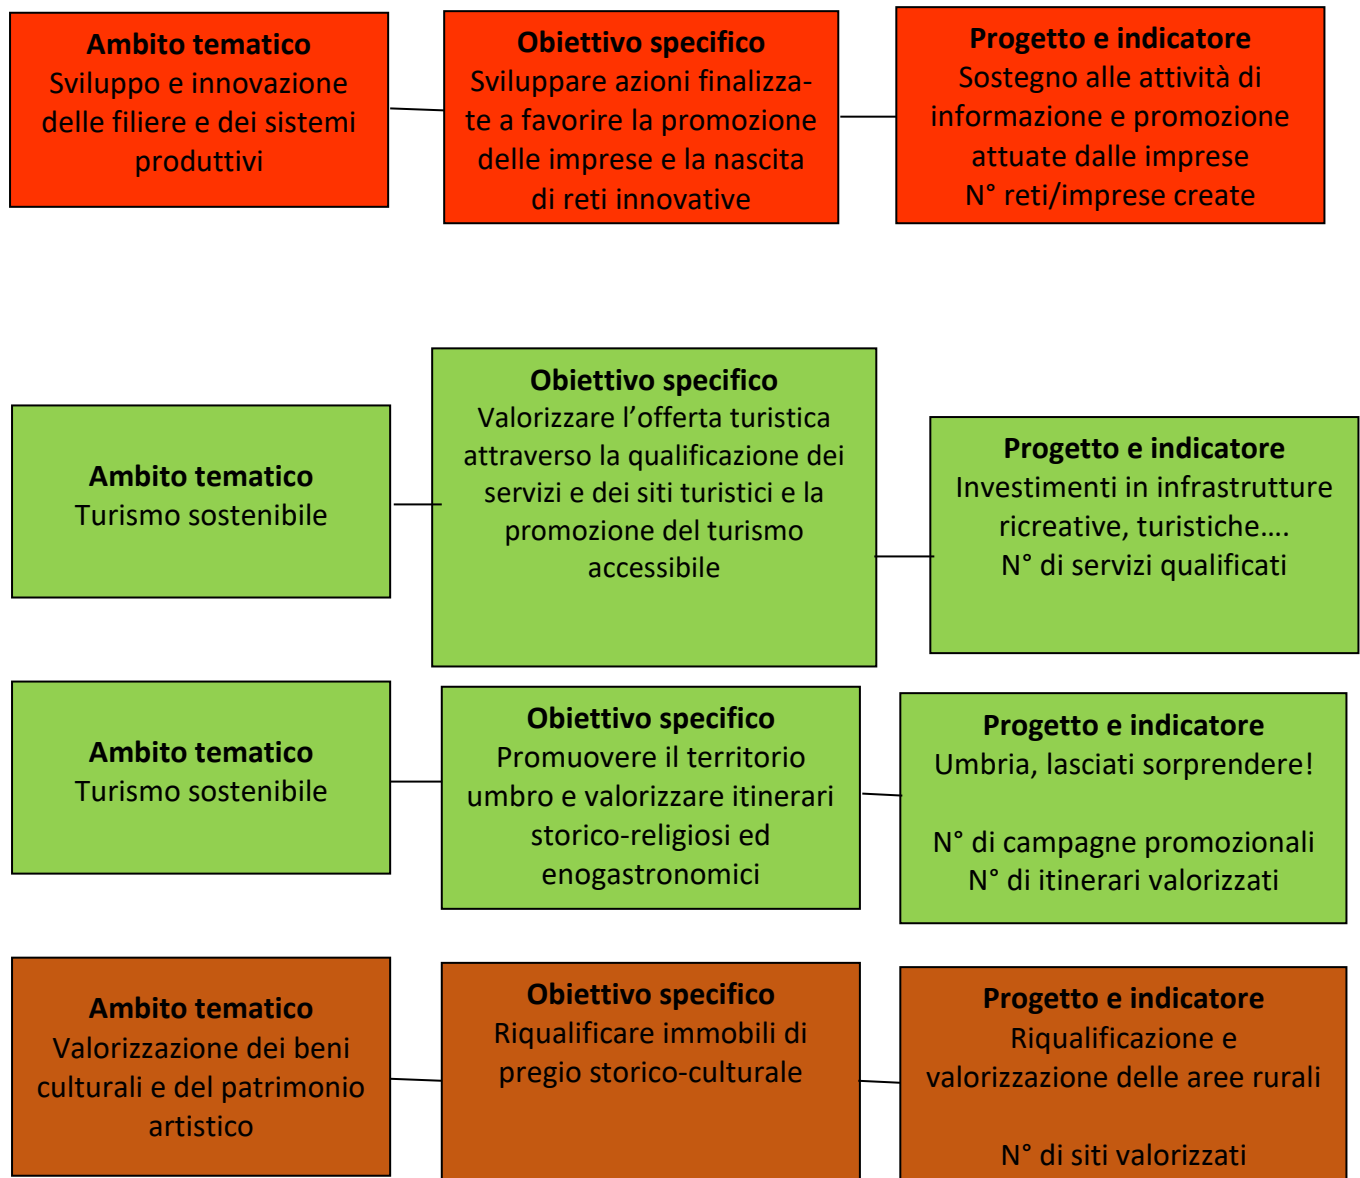 Ambito tematico
Sviluppo e innovazione
delle filiere e dei sistemi
produttivi
Obiettivo specifico
Sviluppare azioni finalizza-
te a favorire la promozione
delle imprese e la nascita
di reti innovative
Progetto e indicatore
Sostegno alle attività di
informazione e promozione
attuate dalle imprese
N° reti/imprese create
Ambito tematico
Turismo sostenibile
Obiettivo specifico
Valorizzare l’offerta turistica
attraverso la qualificazione dei
servizi e dei siti turistici e la
promozione del turismo
accessibile
Progetto e indicatore
Investimenti in infrastrutture
ricreative, turistiche….
N° di servizi qualificati
Ambito tematico
Turismo sostenibile
Obiettivo specifico
Promuovere il territorio
umbro e valorizzare itinerari
storico-religiosi ed
enogastronomici
Progetto e indicatore
Umbria, lasciati sorprendere!
N° di campagne promozionali
N° di itinerari valorizzati
Ambito tematico
Valorizzazione dei beni
culturali e del patrimonio
artistico
Obiettivo specifico
Riqualificare immobili di
pregio storico-culturale
Progetto e indicatore
Riqualificazione e
valorizzazione delle aree rurali
N° di siti valorizzati